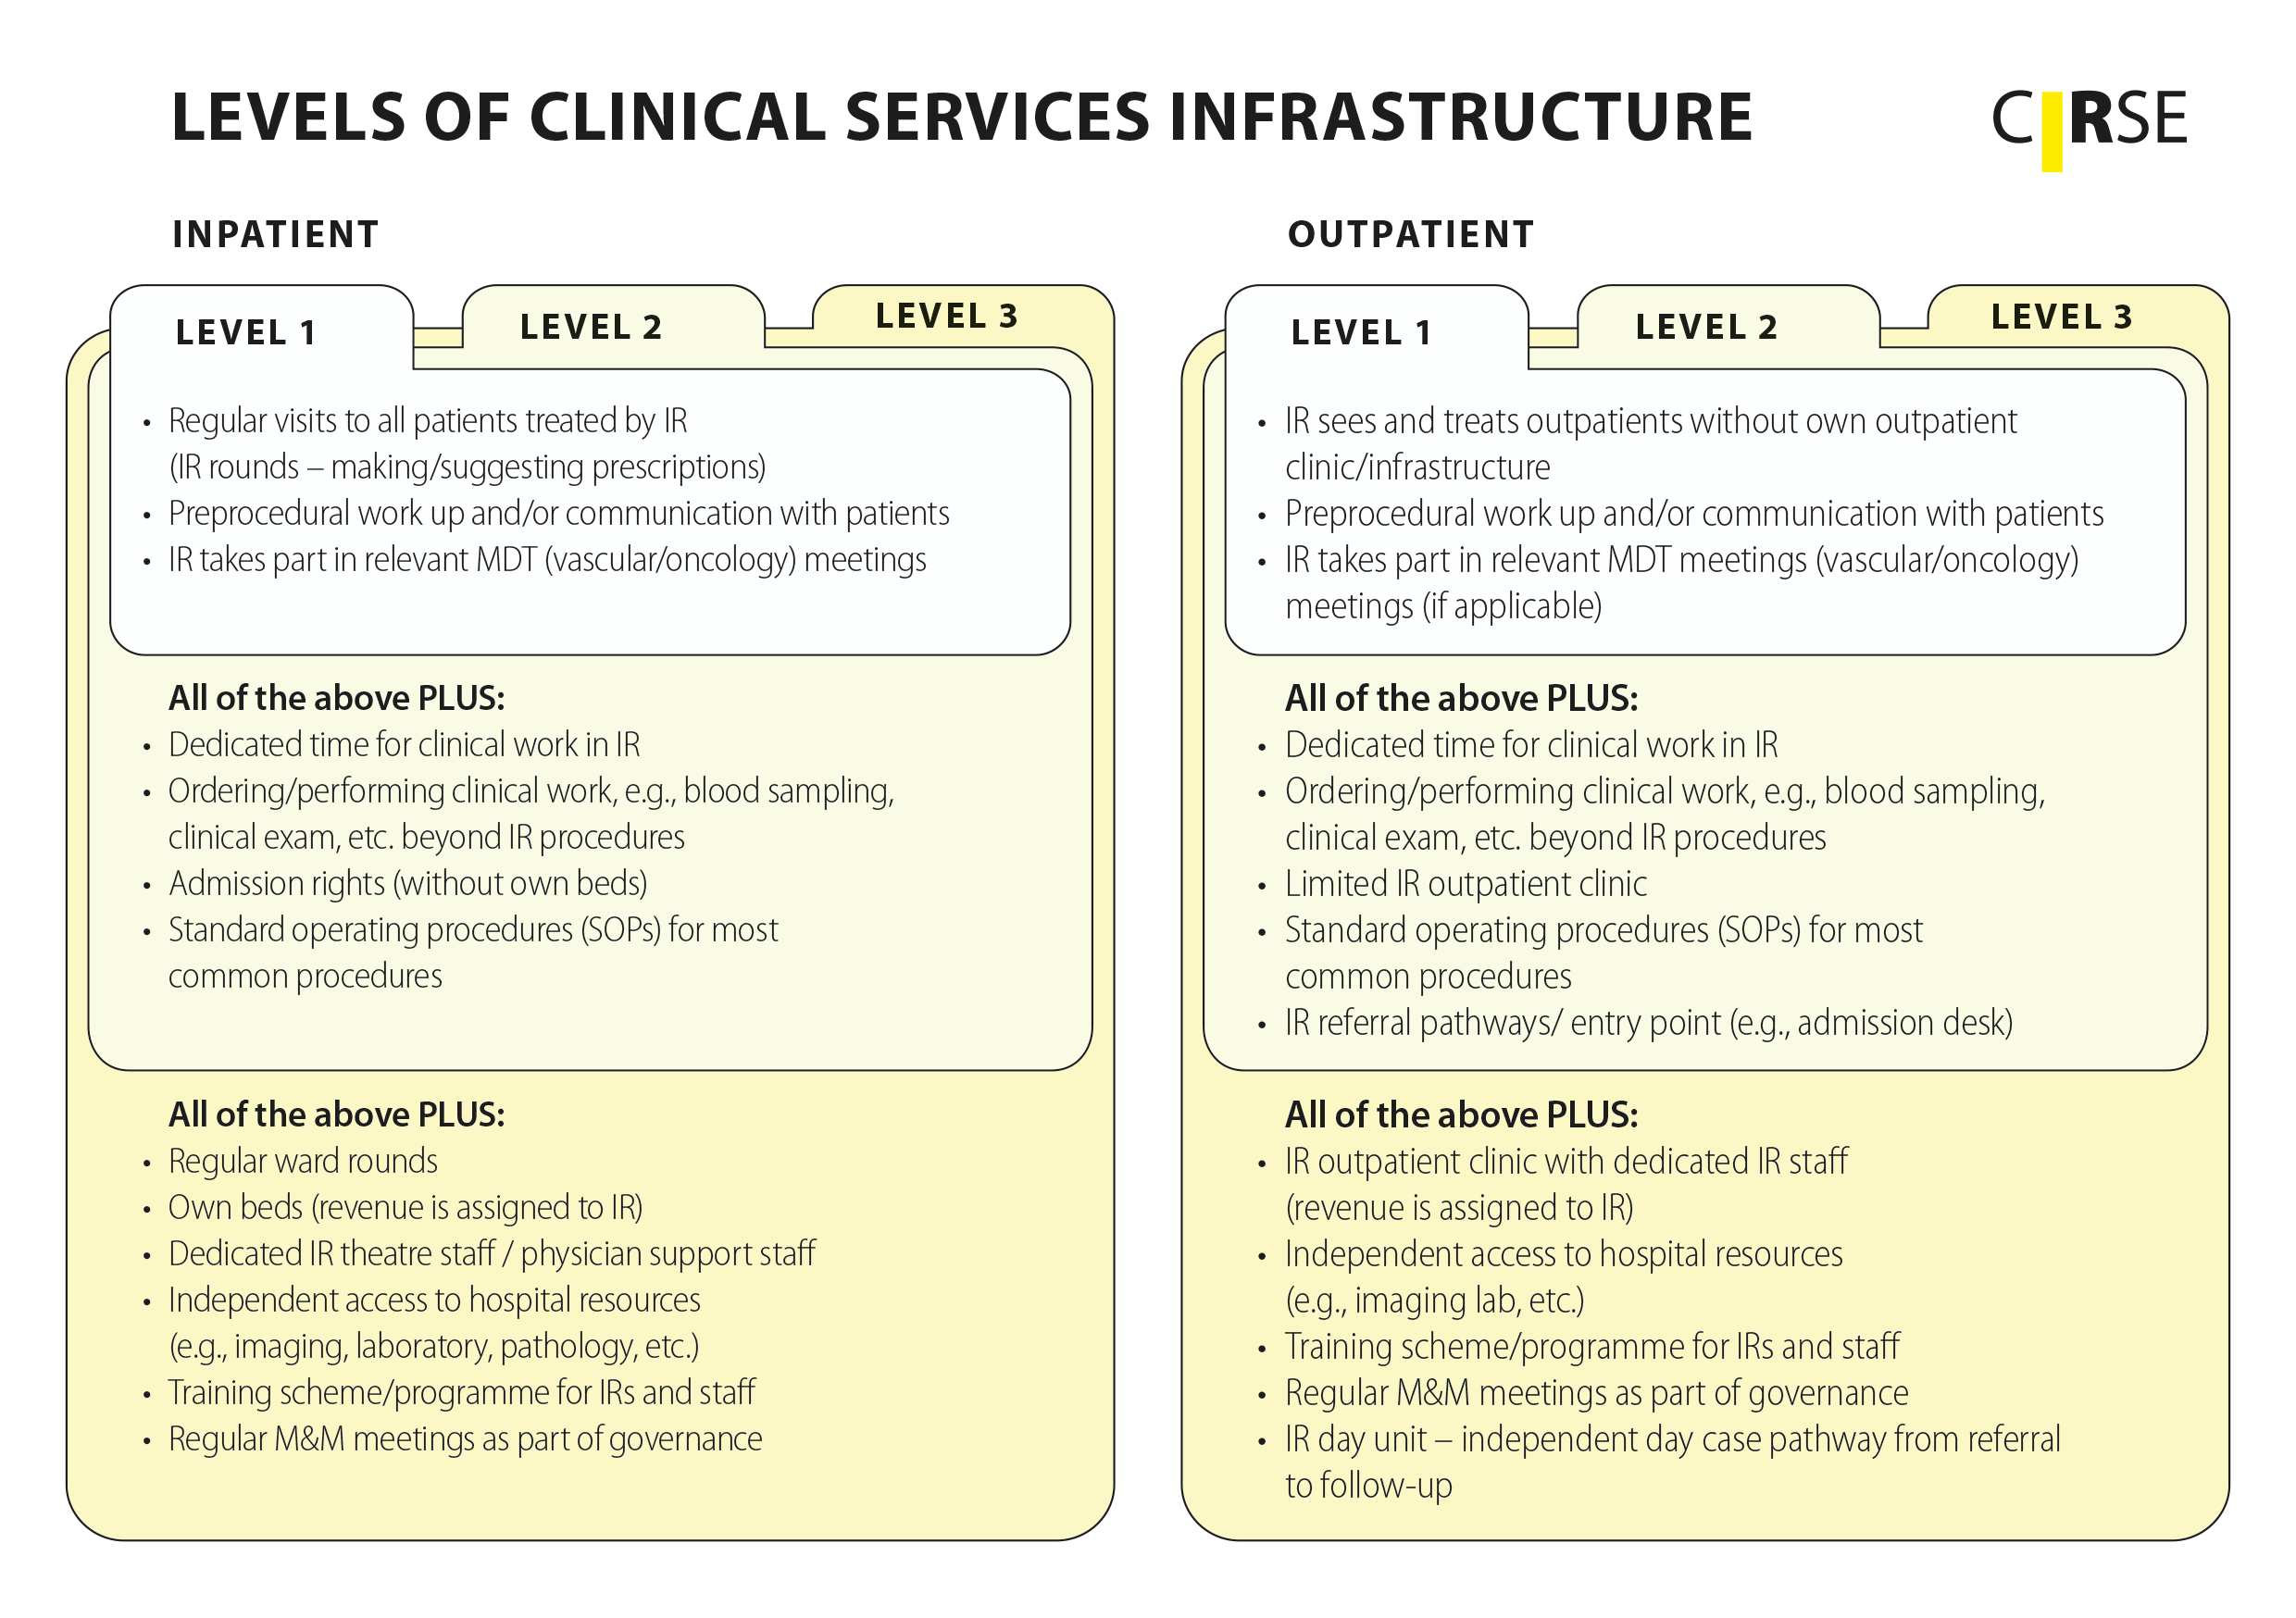 LEVELS OF CLINICAL SERVICES INFRASTRUCTURE
CIRSE
INPATIENT
LEVEL 1
LEVEL 2
LEVEL 3
• Regular visits to all patients treated by IR
(IR rounds – making/suggesting prescriptions)
• Preprocedural work up and/or communication with patients
• IR takes part in relevant MDT (vascular/oncology) meetings
All of the above PLUS:
• Dedicated time for clinical work in IR
• Ordering/performing clinical work, e.g., blood sampling,
clinical exam, etc. beyond IR procedures
• Admission rights (without own beds)
• Standard operating procedures (SOPs) for most
common procedures
All of the above PLUS:
• Regular ward rounds
• Own beds (revenue is assigned to IR)
• Dedicated IR theatre staff / physician support staff
• Independent access to hospital resources
(e.g., imaging, laboratory, pathology, etc.)
• Training scheme/programme for IRs and staff
• Regular M&M meetings as part of governance
OUTPATIENT
LEVEL 1
LEVEL 2
LEVEL 3
• IR sees and treats outpatients without own outpatient
clinic/infrastructure
• Preprocedural work up and/or communication with patients
• IR takes part in relevant MDT meetings (vascular/oncology)
meetings (if applicable)
All of the above PLUS:
• Dedicated time for clinical work in IR
• Ordering/performing clinical work, e.g., blood sampling,
clinical exam, etc. beyond IR procedures
• Limited IR outpatient clinic
• Standard operating procedures (SOPs) for most
common procedures
• IR referral pathways/ entry point (e.g., admission desk)
All of the above PLUS:
• IR outpatient clinic with dedicated IR staff
(revenue is assigned to IR)
• Independent access to hospital resources
(e.g., imaging lab, etc.)
• Training scheme/programme for IRs and staff
• Regular M&M meetings as part of governance
• IR day unit – independent day case pathway from referral
to follow-up